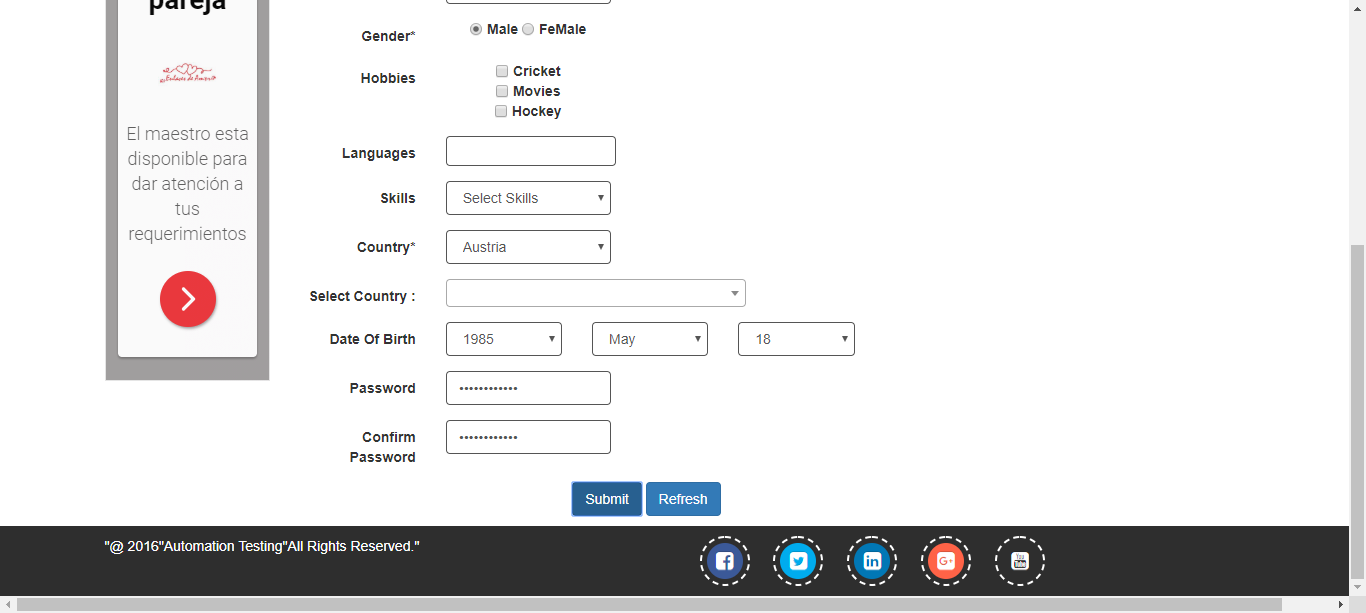 pareja
Enlaces de Amor
El maestro esta
disponible para
dar atención a
tus
requerimientos
Gender*
Male FeMale
Hobbies
Cricket
Movies
Hockey
Languages
Skills
Select Skills
Country*
Austria
Select Country :
Date Of Birth
1985 May 18
Password
••••••••••••
Confirm
Password
••••••••••••
Submit Refresh
"@ 2016"Automation Testing"All Rights Reserved."
f in G+ You Tube